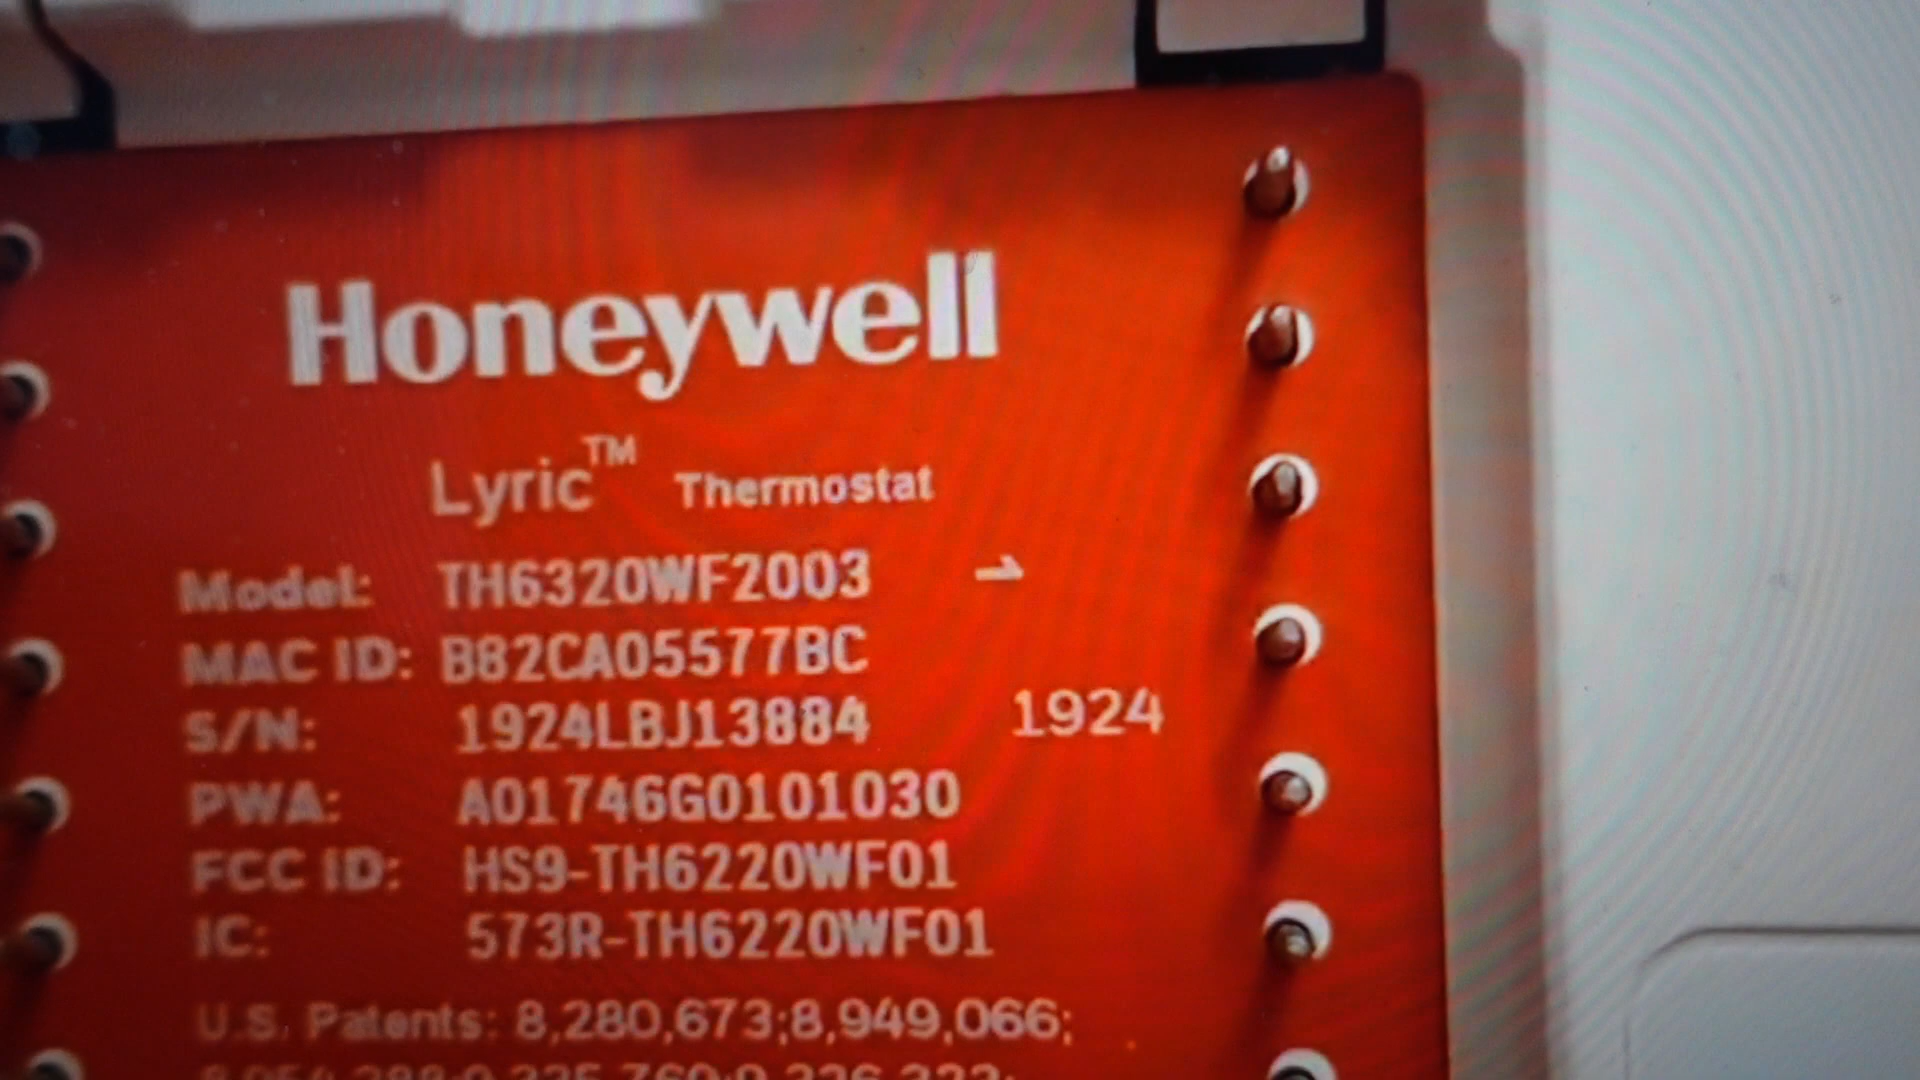 Honeywell
Lyric™ Thermostat
Model: TH6320WF2003
MAC ID: B82CA05577BC
S/N: 1924LBJ13884 1924
PWA: A01746G0101030
FCC ID: HS9-TH6220WF01
IC: 573R-TH6220WF01
U.S. Patents: 8,280,673;8,949,066;